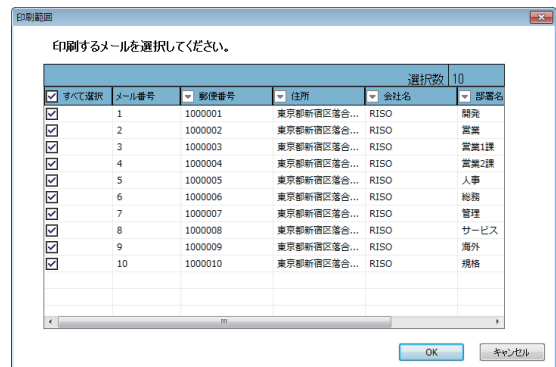 印刷範囲
印刷するメールを選択してください。
選択数 10
すべて選択 メール番号 郵便番号 住所 会社名 部署名
1 1000001 東京都新宿区落合... RISO 開発
2 1000002 東京都新宿区落合... RISO 営業
3 1000003 東京都新宿区落合... RISO 営業1課
4 1000004 東京都新宿区落合... RISO 営業2課
5 1000005 東京都新宿区落合... RISO 人事
6 1000006 東京都新宿区落合... RISO 総務
7 1000007 東京都新宿区落合... RISO 管理
8 1000008 東京都新宿区落合... RISO サービス
9 1000009 東京都新宿区落合... RISO 海外
10 1000010 東京都新宿区落合... RISO 規格
OK キャンセル